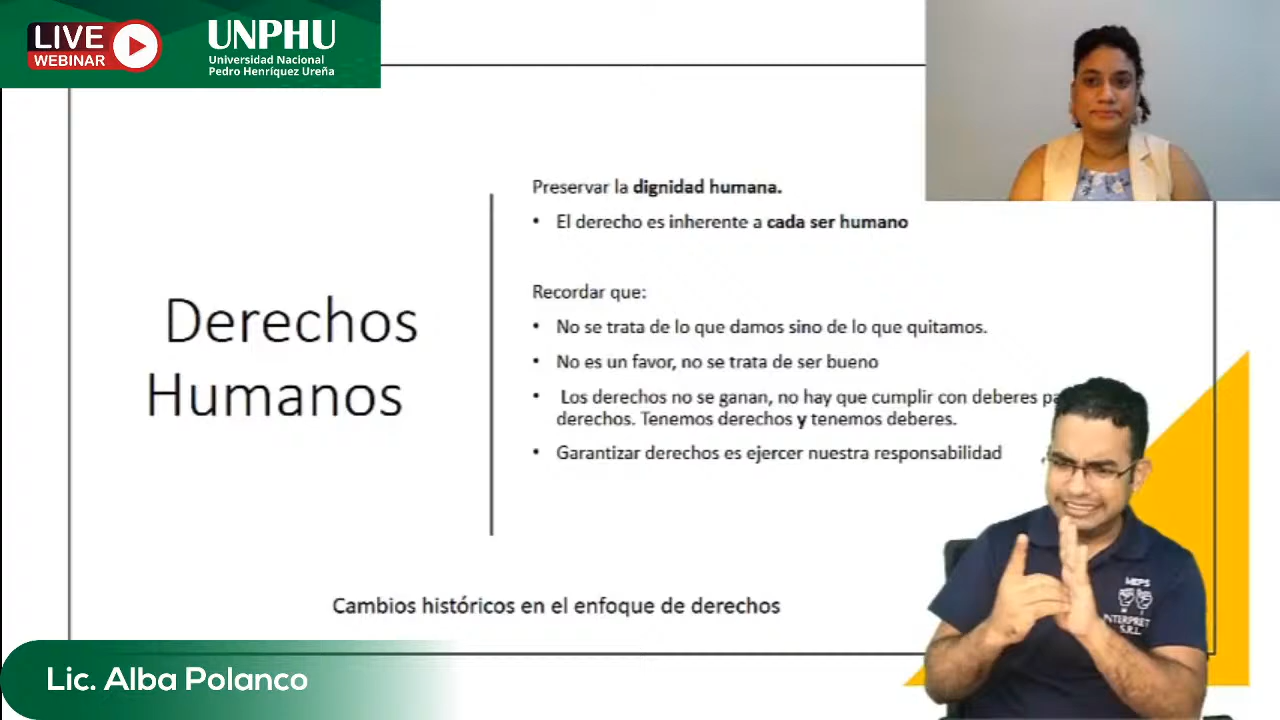 LIVE
WEBINAR
UNPHU
Universidad Nacional
Pedro Henríquez Ureña
Preservar la dignidad humana.
• El derecho es inherente a cada ser humano
Derechos
Humanos
Recordar que:
• No se trata de lo que damos sino de lo que quitamos.
• No es un favor, no se trata de ser bueno
• Los derechos no se ganan, no hay que cumplir con deberes
derechos. Tenemos derechos y tenemos deberes.
• Garantizar derechos es ejercer nuestra responsabilidad
Cambios históricos en el enfoque de derechos
INTERPRET
S.R.L.
Lic. Alba Polanco